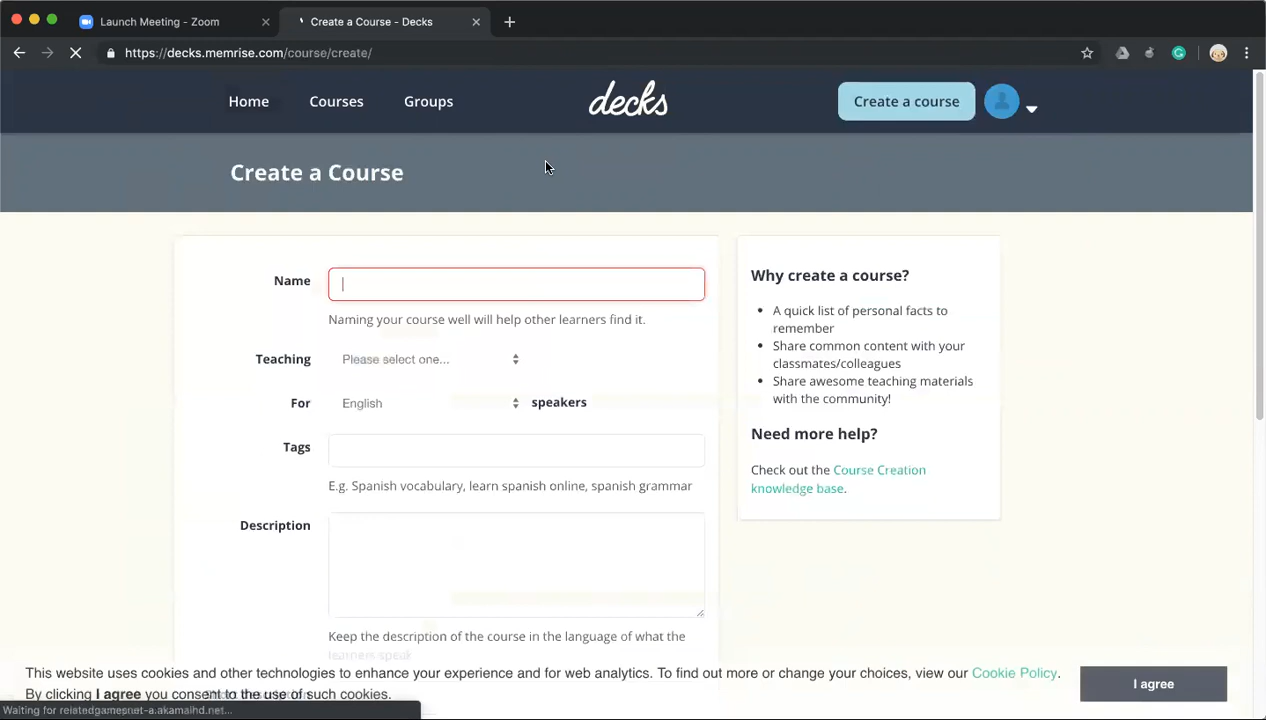 Launch Meeting - Zoom
Create a Course - Decks
https://decks.memrise.com/course/create/
Home
Courses
Groups
decks
Create a course
Create a Course
Name
Naming your course well will help other learners find it.
Teaching
Please select one...
For
English
speakers
Tags
E.g. Spanish vocabulary, learn spanish online, spanish grammar
Description
Keep the description of the course in the language of what the
learners speak
Why create a course?
A quick list of personal facts to
remember
Share common content with your
classmates/colleagues
Share awesome teaching materials
with the community!
Need more help?
Check out the Course Creation
knowledge base.
This website uses cookies and other technologies to enhance your experience and for web analytics. To find out more or change your choices, view our Cookie Policy.
By clicking I agree you consent to the use of such cookies.
I agree
Waiting for